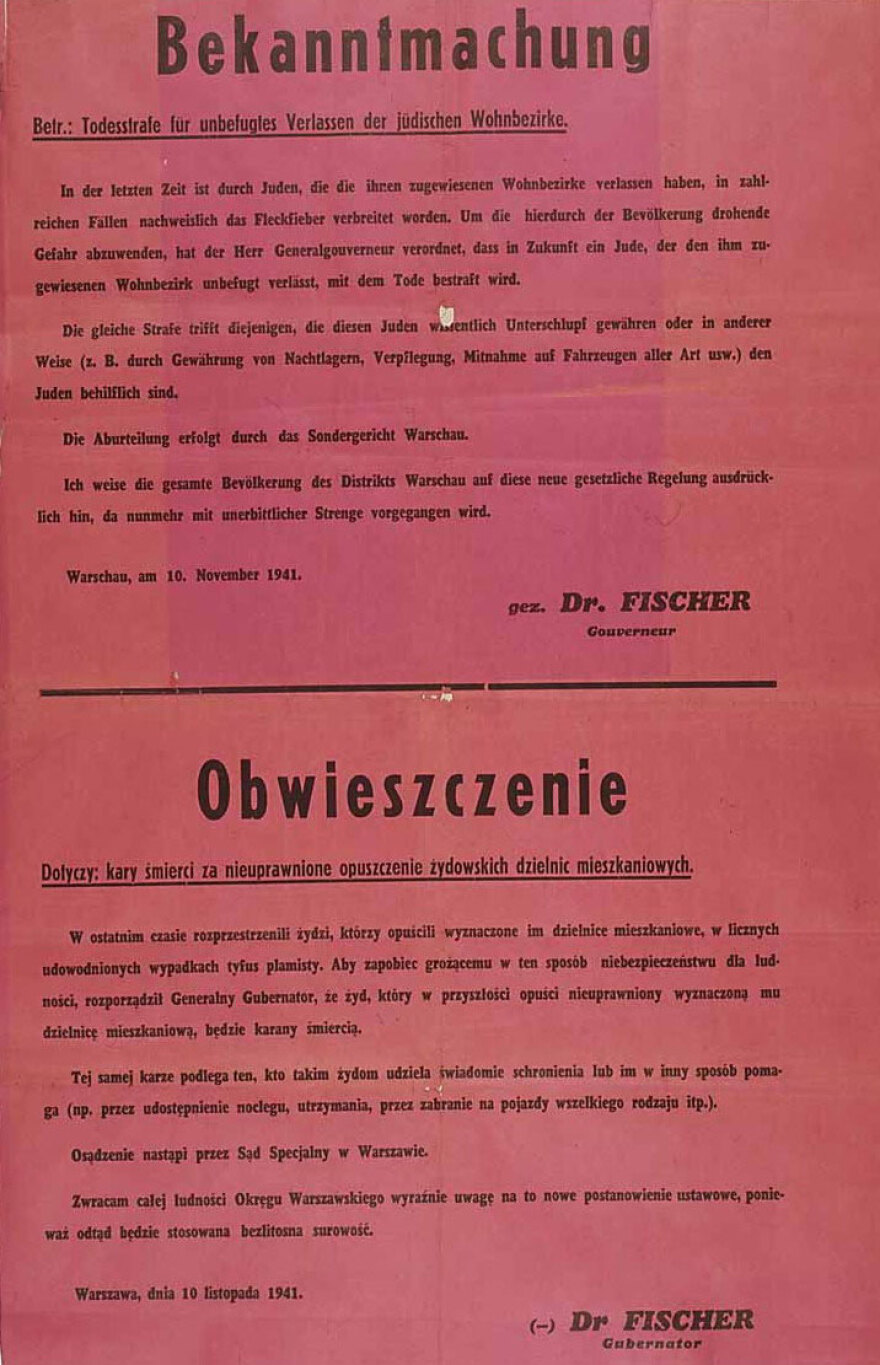 Bekanntmachung
Betr.: Todesstrafe für unbefugtes Verlassen der jüdischen Wohnbezirke.
In der letzten Zeit ist durch Juden, die die ihnen zugewiesenen Wohnbezirke verlassen haben, in zahl-
reichen Fällen nachweislich das Fleckfieber verbreitet worden. Um die hierdurch der Bevölkerung drohende
Gefahr abzuwenden, hat der Herr Generalgouverneur verordnet, dass in Zukunft ein Jude, der den ihm zu-
gewiesenen Wohnbezirk unbefugt verlässt, mit dem Tode bestraft wird.
Die gleiche Strafe trifft diejenigen, die diesen Juden wissentlich Unterschlupf gewähren oder in anderer
Weise (z. B. durch Gewährung von Nachtlagern, Verpflegung, Mitnahme auf Fahrzeugen aller Art usw.) den
Juden behilflich sind.
Die Aburteilung erfolgt durch das Sondergericht Warschau.
Ich weise die gesamte Bevölkerung des Distrikts Warschau auf diese neue gesetzliche Regelung ausdrück-
lich hin, da nunmehr mit unerbittlicher Strenge vorgegangen wird.
Warschau, am 10. November 1941.
gez. Dr. FISCHER
Gouverneur
Obwieszczenie
Dotyczy: kary śmierci za nieuprawnione opuszczenie żydowskich dzielnic mieszkaniowych.
W ostatnim czasie rozprzestrzenili żydzi, którzy opuścili wyznaczone im dzielnice mieszkaniowe, w licznych
udowodnionych wypadkach tyfus plamisty. Aby zapobiec grożącemu w ten sposób niebezpieczeństwu dla lud-
ności, rozporządził Generalny Gubernator, że żyd, który w przyszłości opuści nieuprawniony wyznaczoną mu
dzielnicę mieszkaniową, będzie karany śmiercią.
Tej samej karze podlega ten, kto takim żydom udziela świadomie schronienia lub im w inny sposób poma-
ga (np. przez udostępnienie noclegu, utrzymania, przez zabranie na pojazdy wszelkiego rodzaju itp.).
Osądzenie nastąpi przez Sąd Specjalny w Warszawie.
Zwracam całej ludności Okręgu Warszawskiego wyraźnie uwagę na to nowe postanowienie ustawowe, ponie-
waż odtąd będzie stosowana bezlitosna surowość.
Warszawa, dnia 10 listopada 1941.
(—) Dr FISCHER
Gubernator